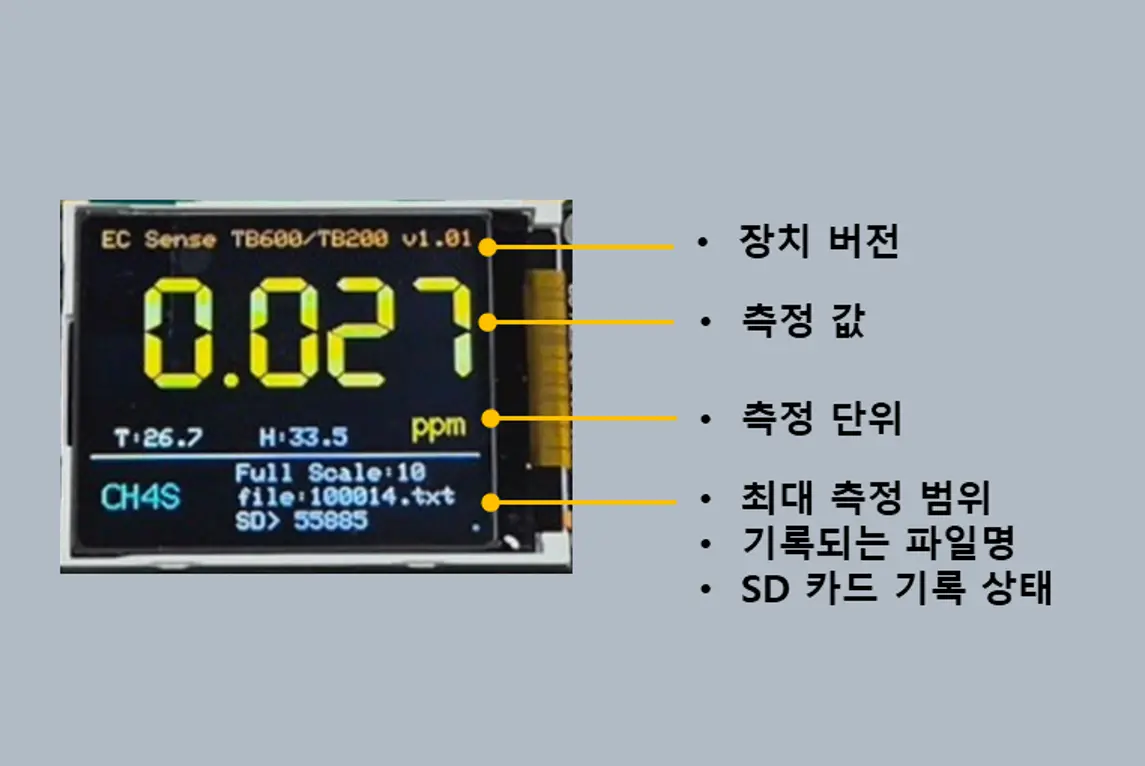 EC Sense TB600/TB200 v1.01
0.027
T:26.7 H:33.5 ppm
CH4S
Full Scale:10
file:100014.txt
SD> 55885
• 장치 버전
• 측정 값
• 측정 단위
• 최대 측정 범위
• 기록되는 파일명
• SD 카드 기록 상태